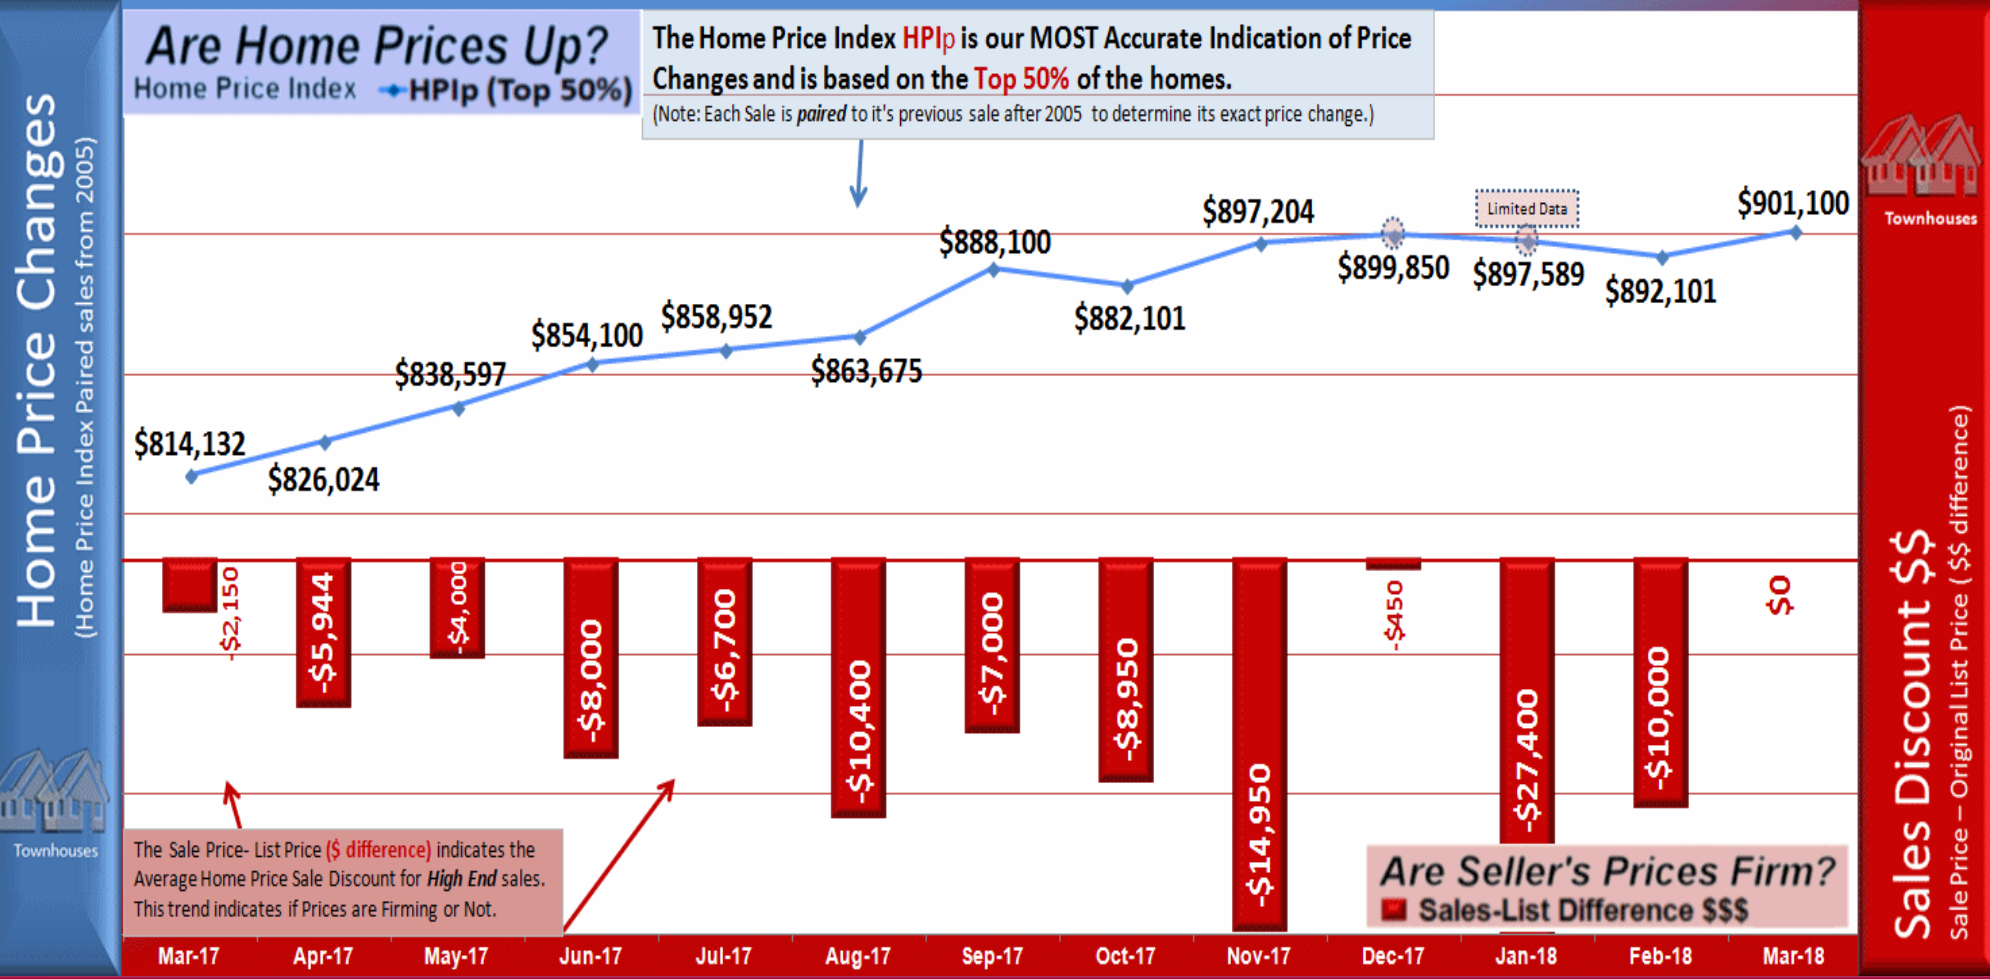 Are Home Prices Up?
Home Price Index HPIp (Top 50%)
The Home Price Index HPIp is our MOST Accurate Indication of Price
Changes and is based on the Top 50% of the homes.
(Note: Each Sale is paired to it's previous sale after 2005 to determine its exact price change.)
Home Price Changes
(Home Price Index Paired sales from 2005)
Townhouses
Townhouses
Sales Discount $$
Sale Price – Original List Price ( $$ difference)
$814,132
$826,024
$838,597
$854,100
$858,952
$863,675
$888,100
$882,101
$897,204
$899,850
Limited Data
$897,589
$892,101
$901,100
-$2,150
-$5,944
-$4,000
-$8,000
-$6,700
-$10,400
-$7,000
-$8,950
-$14,950
-$450
-$27,400
-$10,000
$0
The Sale Price- List Price ($ difference) indicates the
Average Home Price Sale Discount for High End sales.
This trend indicates if Prices are Firming or Not.
Are Seller's Prices Firm?
Sales-List Difference $$$
Mar-17 Apr-17 May-17 Jun-17 Jul-17 Aug-17 Sep-17 Oct-17 Nov-17 Dec-17 Jan-18 Feb-18 Mar-18